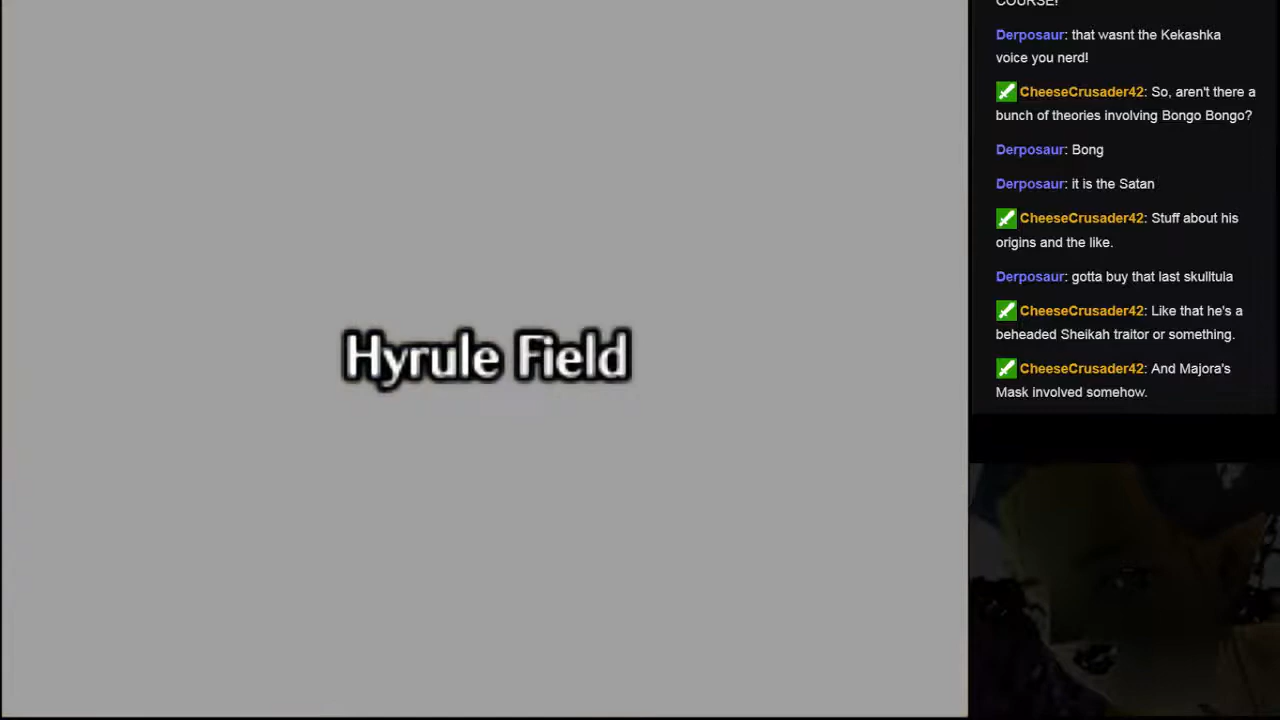 Hyrule Field
COURSE!
Derposaur: that wasnt the Kekashka
voice you nerd!
CheeseCrusader42: So, aren't there a
bunch of theories involving Bongo Bongo?
Derposaur: Bong
Derposaur: it is the Satan
CheeseCrusader42: Stuff about his
origins and the like.
Derposaur: gotta buy that last skulltula
CheeseCrusader42: Like that he's a
beheaded Sheikah traitor or something.
CheeseCrusader42: And Majora's
Mask involved somehow.